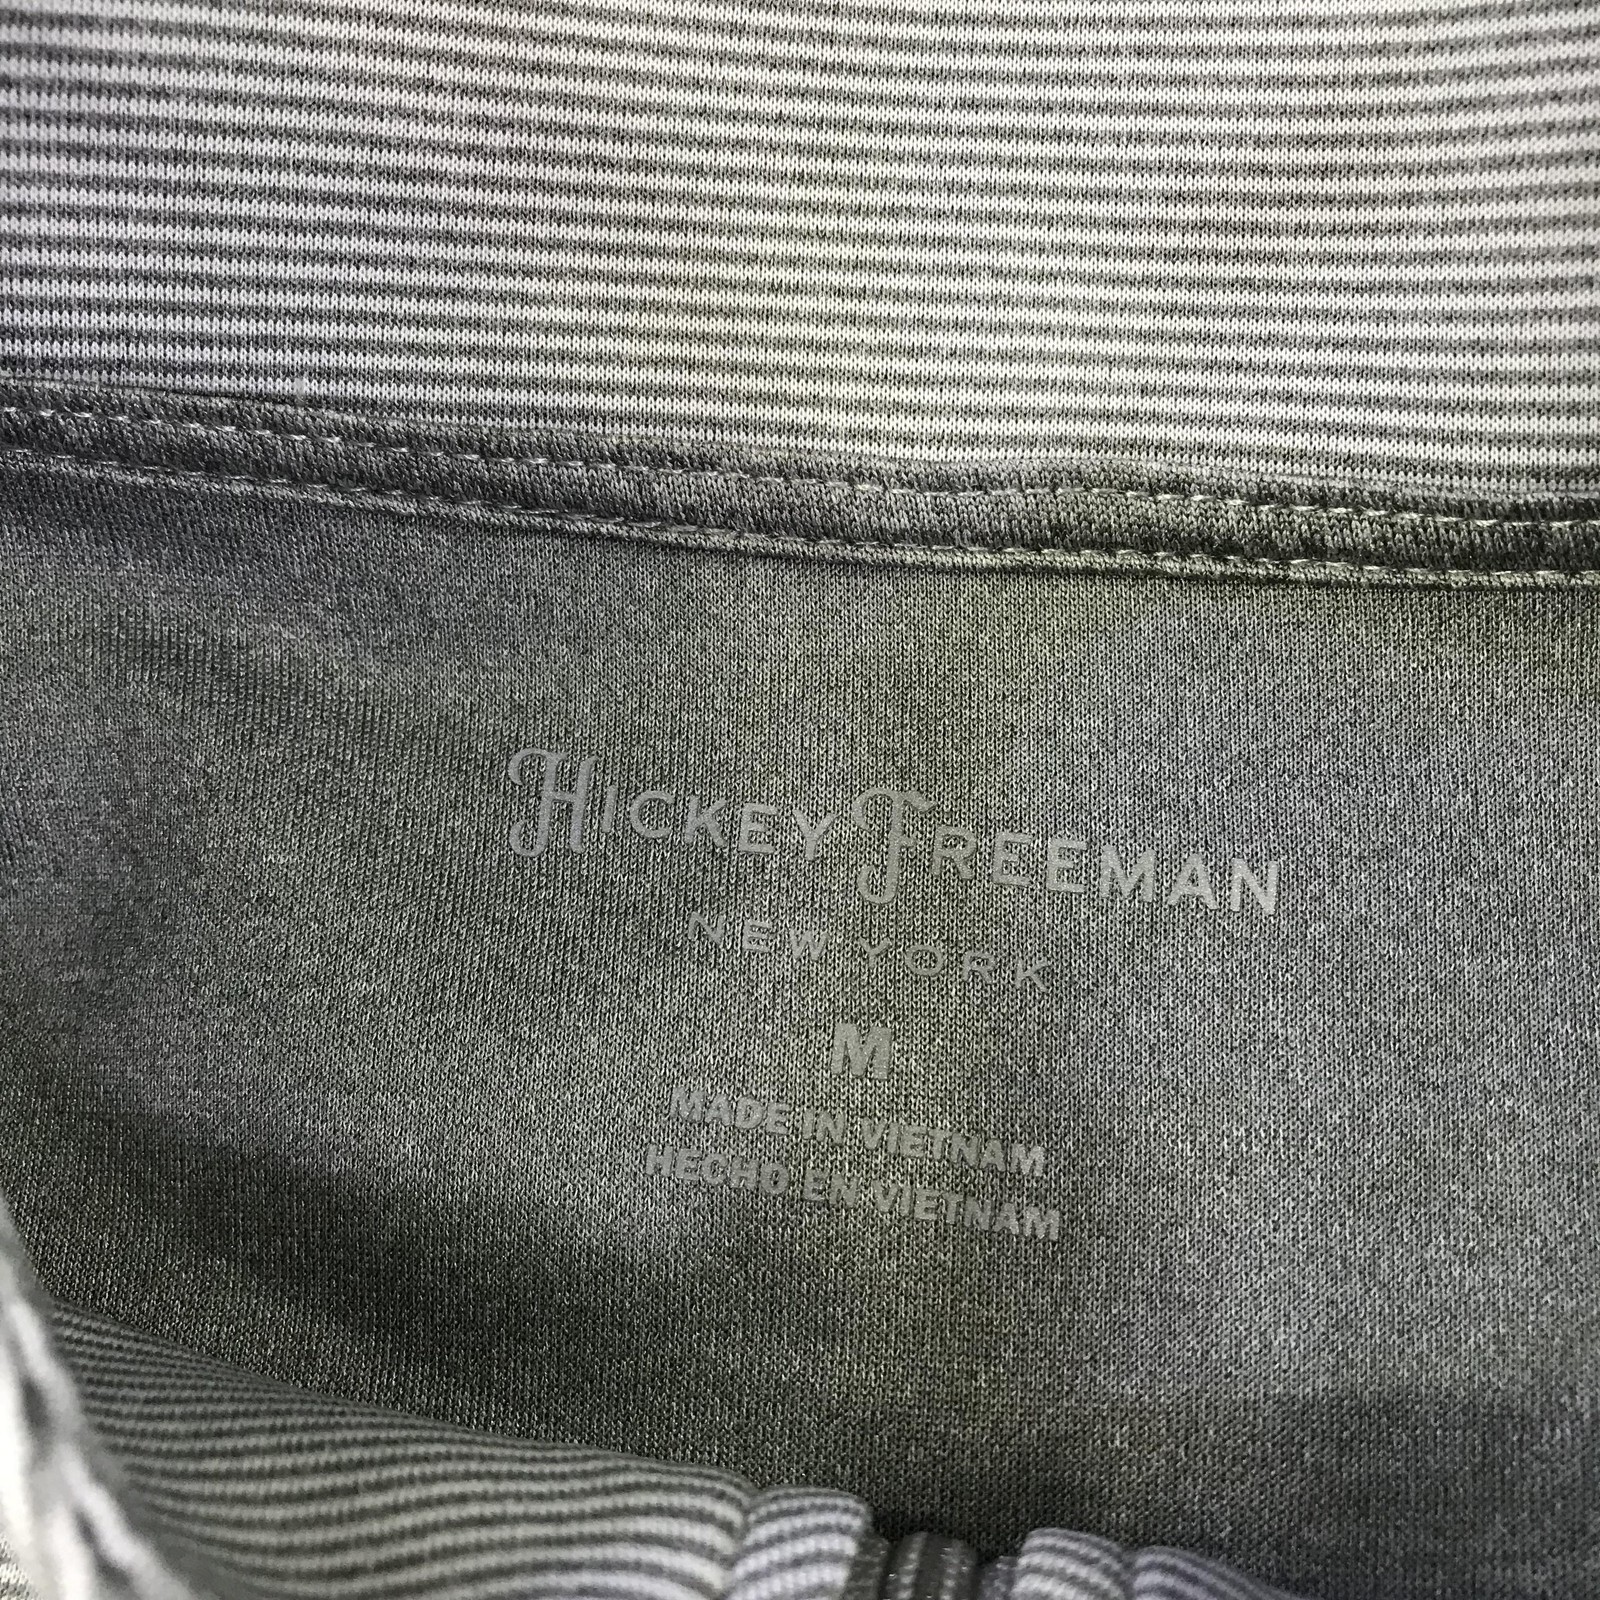 HICKEY FREEMAN
NEW YORK
M
MADE IN VIETNAM
HECHO EN VIETNAM